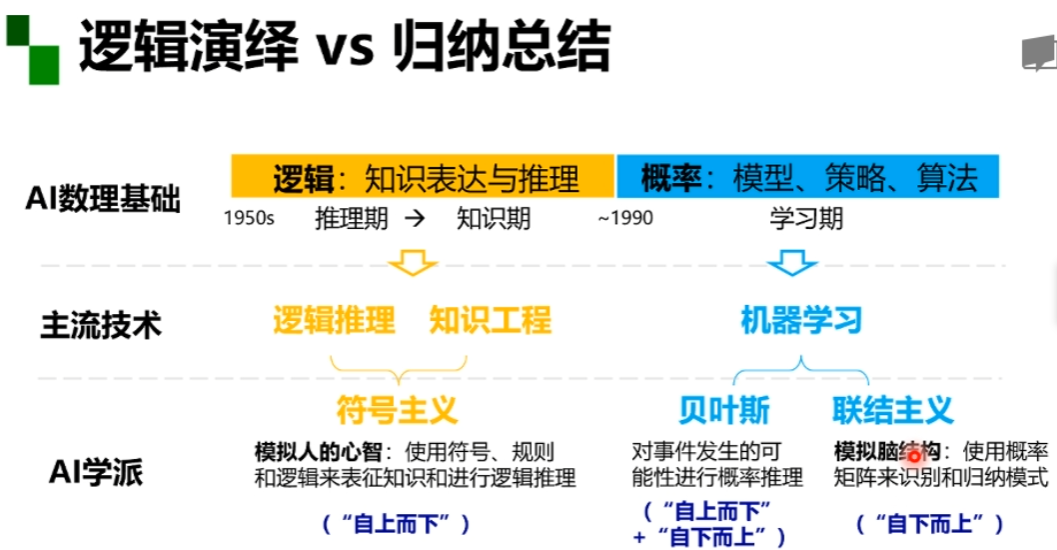 逻辑演绎 vs 归纳总结
AI数理基础
逻辑：知识表达与推理
概率：模型、策略、算法
1950s 推理期 → 知识期 ~1990 学习期
主流技术
逻辑推理 知识工程
机器学习
AI学派
符号主义
模拟人的心智：使用符号、规则
和逻辑来表征知识和进行逻辑推理
（“自上而下”）
贝叶斯
对事件发生的可
能性进行概率推理
（“自上而下”
+“自下而上”）
联结主义
模拟脑结构：使用概率
矩阵来识别和归纳模式
（“自下而上”）